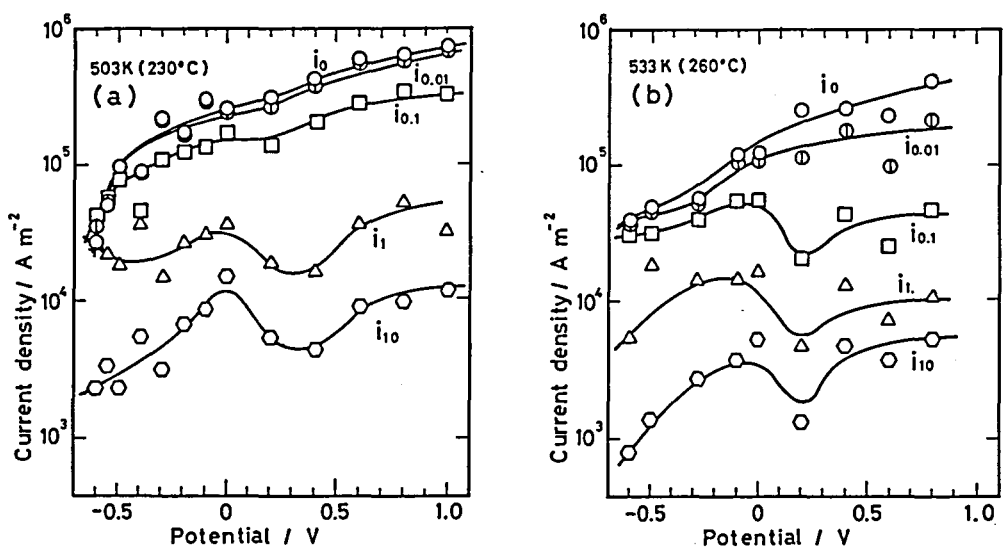 503K (230°C)
(a)
i₀
i₀.₀₁
i₀.₁
i₁
i₁₀
10⁶
10⁵
10⁴
10³
Current density / A m⁻²
-0.5 0 0.5 1.0
Potential / V
533K (260°C)
(b)
i₀
i₀.₀₁
i₀.₁
i₁.
i₁₀
10⁶
10⁵
10⁴
10³
Current density / A m⁻²
-0.5 0 0.5 1.0
Potential / V